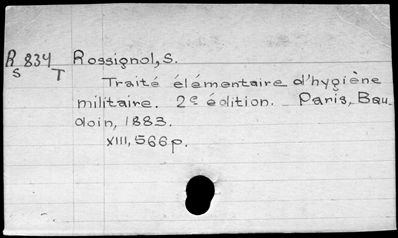 R 834 Rossignol, S.
S T
Traité élémentaire d'hygiène
militaire. 2e édition. Paris, Bau
doin, 1883.
XIII, 566 p.